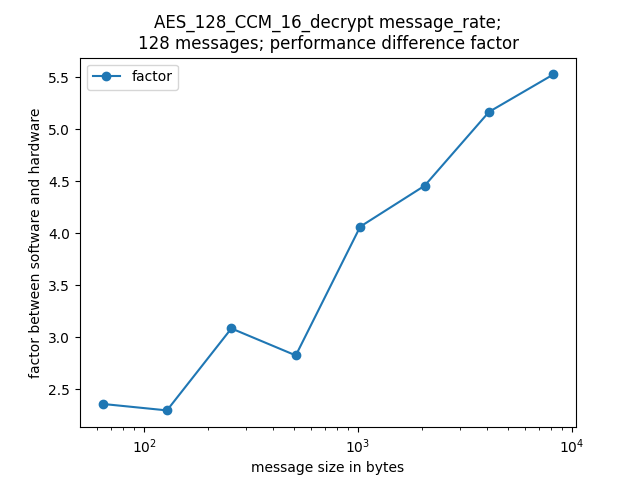 AES_128_CCM_16_decrypt message_rate;
128 messages; performance difference factor
factor
factor between software and hardware
5.5
5.0
4.5
4.0
3.5
3.0
2.5
10²
10³
10⁴
message size in bytes